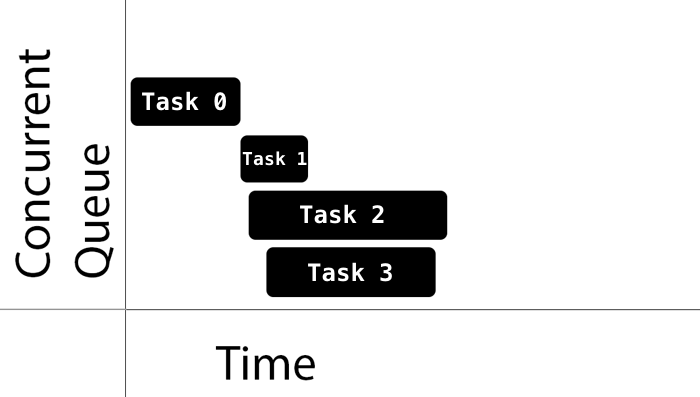 Concurrent
Queue
Task 0
Task 1
Task 2
Task 3
Time